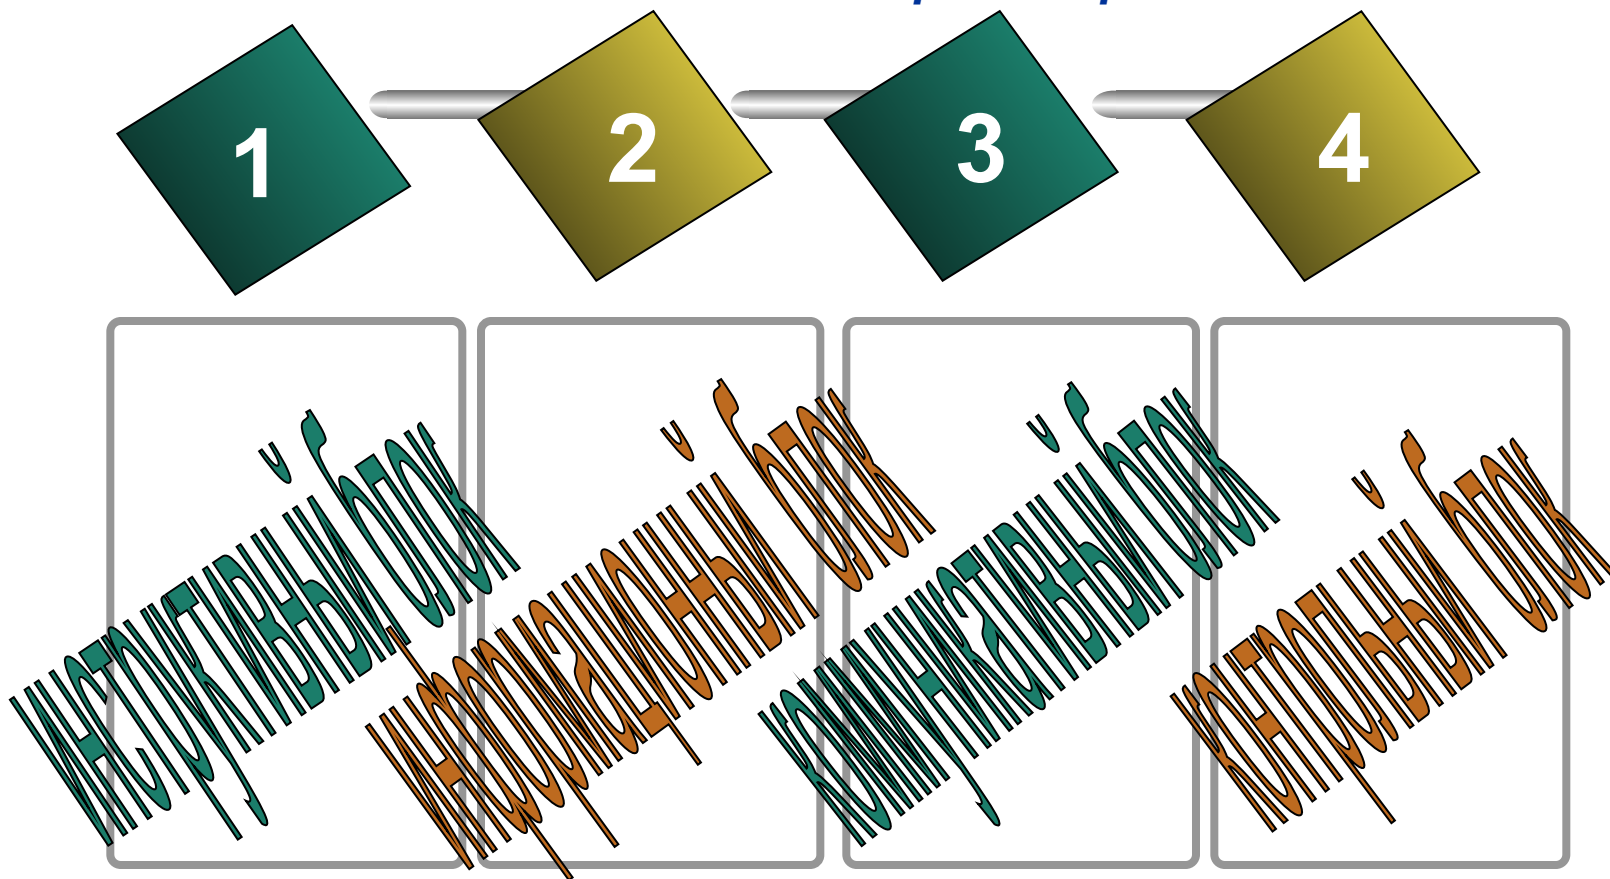 1
2
3
4
инструктивный блок
информационный блок
коммуникативный блок
контрольный блок